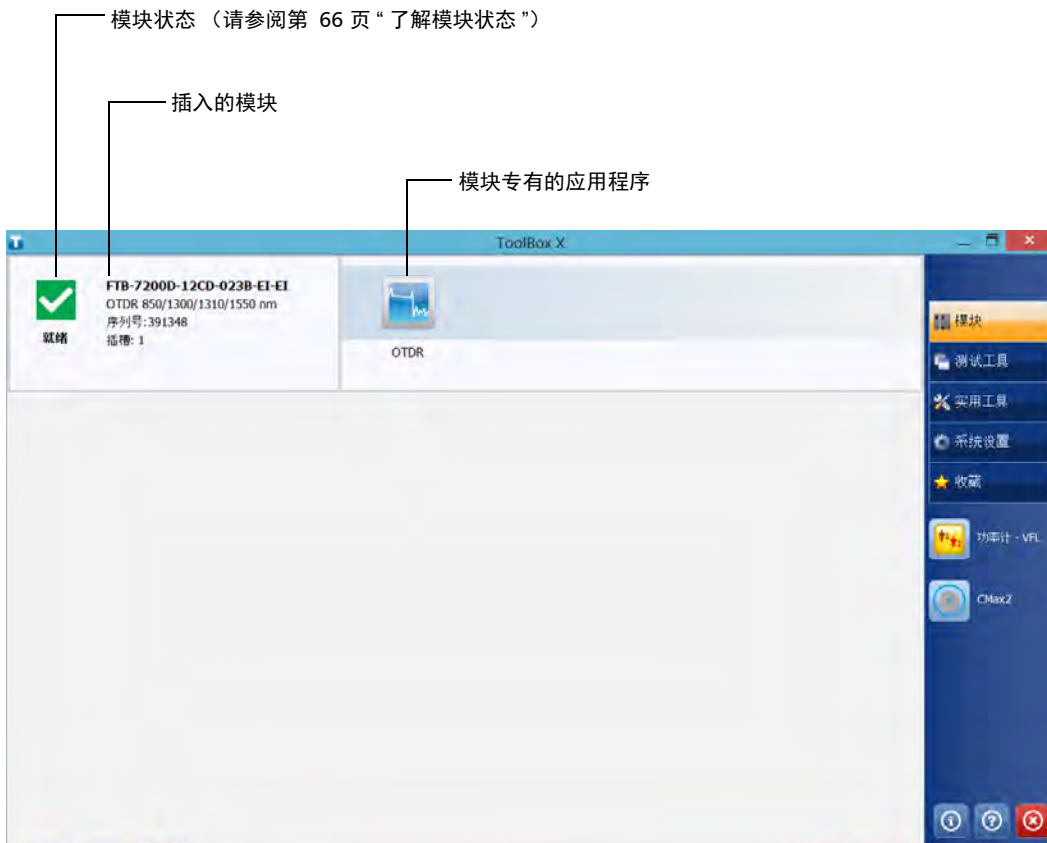 模块状态 （请参阅第 66 页 “ 了解模块状态 ”）
插入的模块
模块专有的应用程序
ToolBox X
FTB-7200D-12CD-023B-EI-EI
OTDR 850/1300/1310/1550 nm
序列号:391348
插槽: 1
就绪
OTDR
模块
测试工具
实用工具
系统设置
收藏
功率计 - VFL
CMax2